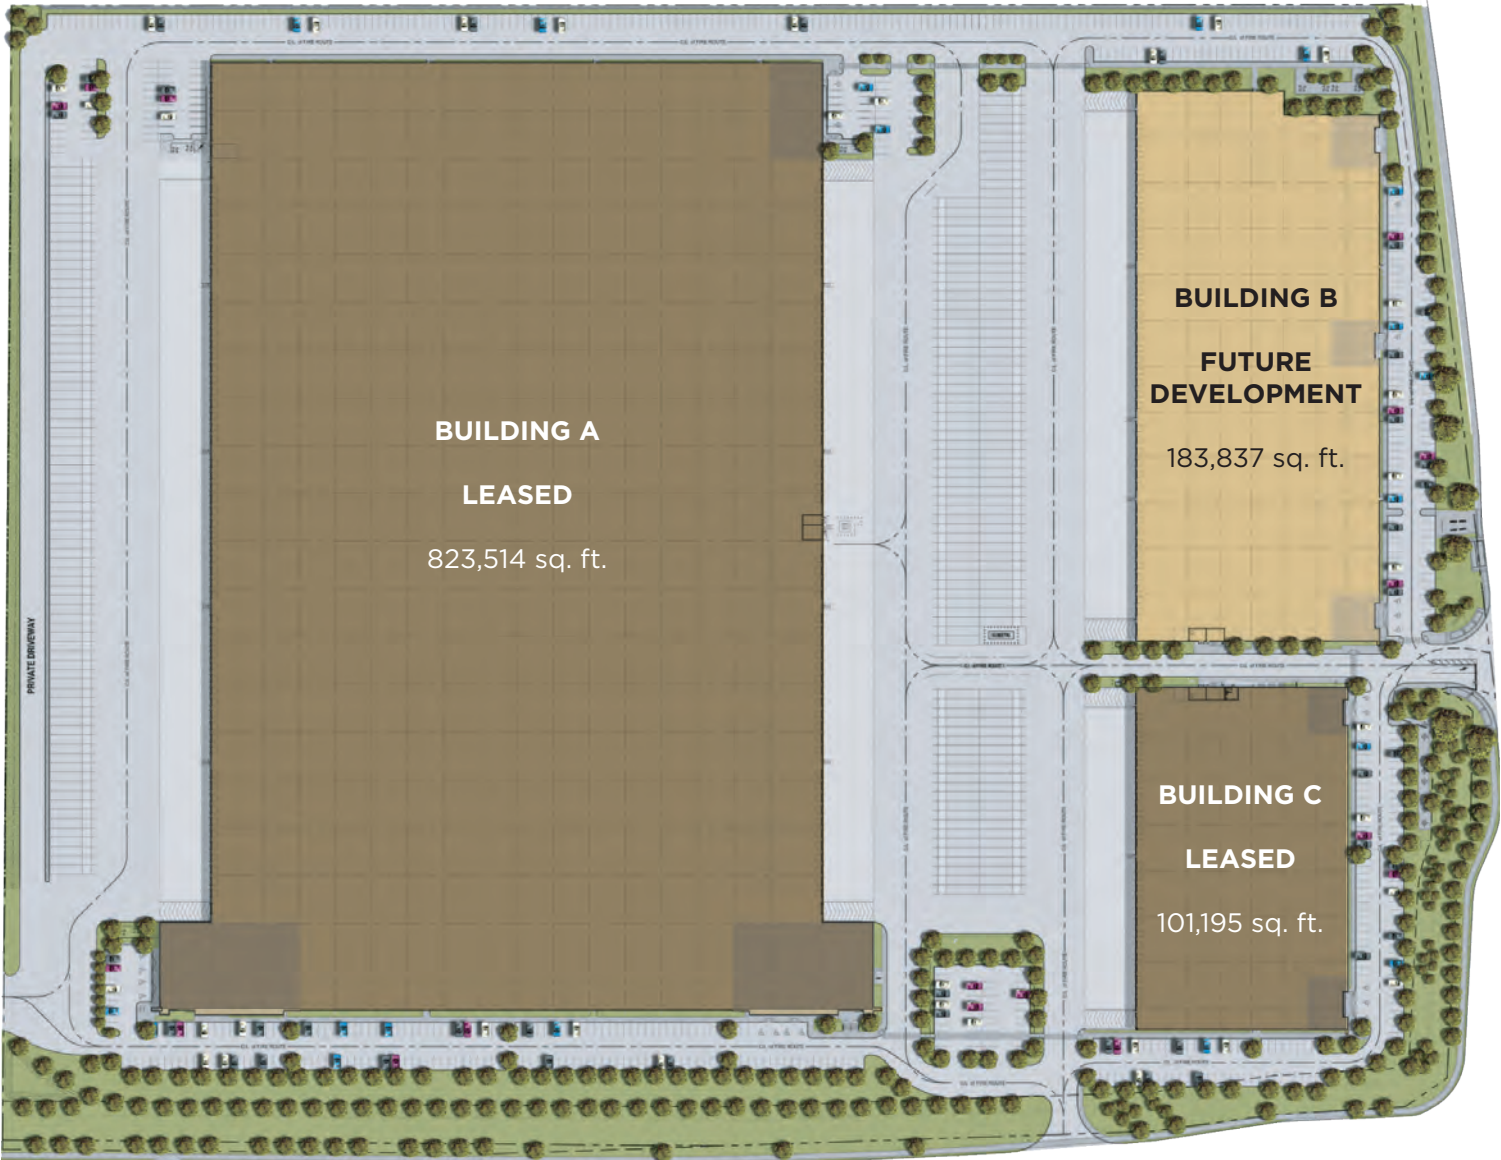 BUILDING A
LEASED
823,514 sq. ft.
BUILDING B
FUTURE
DEVELOPMENT
183,837 sq. ft.
BUILDING C
LEASED
101,195 sq. ft.
PRIVATE DRIVEWAY